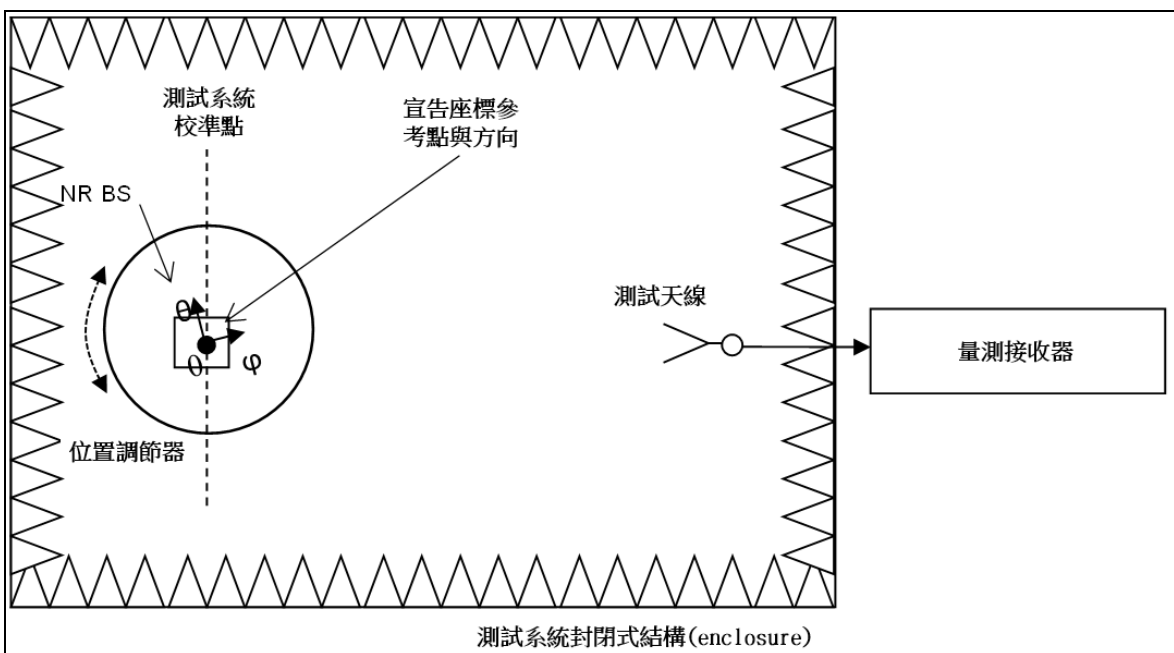 測試系統
校準點
宣告座標參
考點與方向
NR BS
θ
θ
φ
測試天線
量測接收器
位置調節器
測試系統封閉式結構(enclosure)